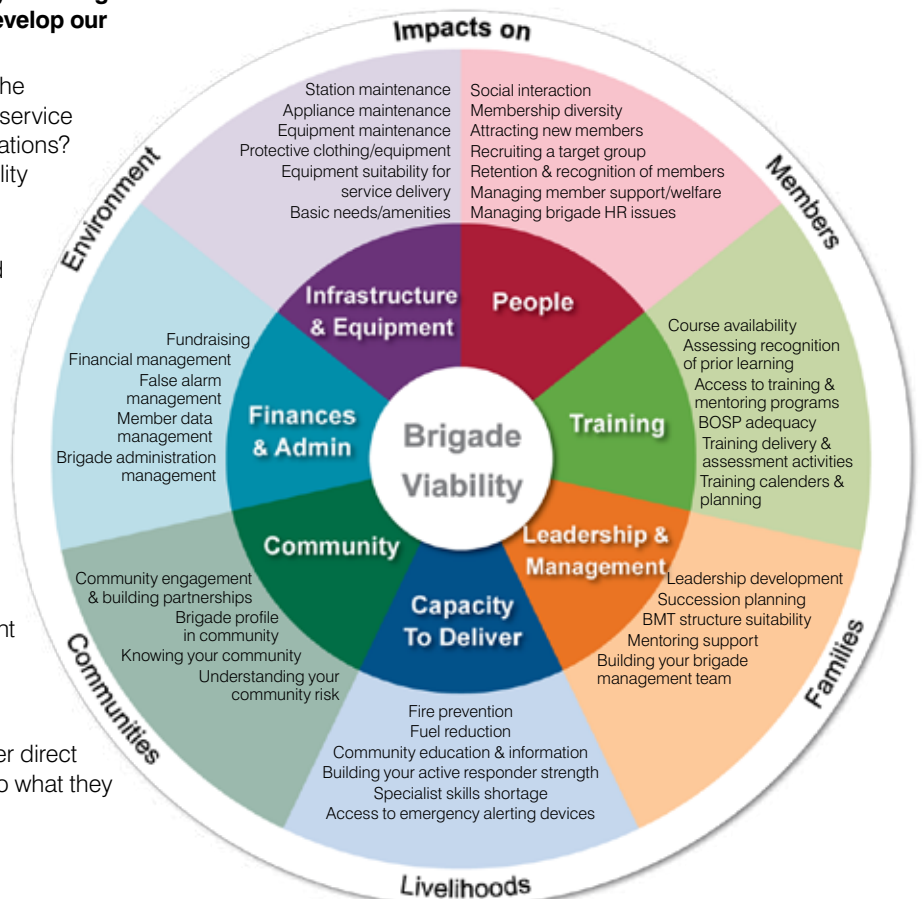 evelop our
he
service
ations?
lity
d
nt
er direct
o what they
Impacts on
Members
Families
Livelihoods
Communities
Environment
Brigade
Viability
People
Social interaction
Membership diversity
Attracting new members
Recruiting a target group
Retention & recognition of members
Managing member support/welfare
Managing brigade HR issues
Training
Course availability
Assessing recognition
of prior learning
Access to training &
mentoring programs
BOSP adequacy
Training delivery &
assessment activities
Training calenders &
planning
Leadership &
Management
Leadership development
Succession planning
BMT structure suitability
Mentoring support
Building your brigade
management team
Capacity
To Deliver
Fire prevention
Fuel reduction
Community education & information
Building your active responder strength
Specialist skills shortage
Access to emergency alerting devices
Community
Community engagement
& building partnerships
Brigade profile
in community
Knowing your community
Understanding your
community risk
Finances
& Admin
Fundraising
Financial management
False alarm
management
Member data
management
Brigade administration
management
Infrastructure
& Equipment
Station maintenance
Appliance maintenance
Equipment maintenance
Protective clothing/equipment
Equipment suitability for
service delivery
Basic needs/amenities